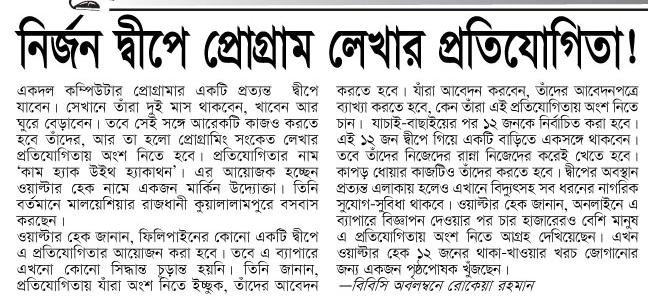 নির্জন দ্বীপে প্রোগ্রাম লেখার প্রতিযোগিতা!
একদল কম্পিউটার প্রোগ্রামার একটি প্রত্যন্ত দ্বীপে
যাবেন। সেখানে তাঁরা দুই মাস থাকবেন, খাবেন আর
ঘুরে বেড়াবেন। তবে সেই সঙ্গে আরেকটি কাজও করতে
হবে তাঁদের, আর তা হলো প্রোগ্রামিং সংকেত লেখার
প্রতিযোগিতায় অংশ নিতে হবে। প্রতিযোগিতার নাম
‘কাম হ্যাক উইথ হ্যাকাথন’। এর আয়োজক হচ্ছেন
ওয়াল্টার হেক নামে একজন মার্কিন উদ্যোক্তা। তিনি
বর্তমানে মালয়েশিয়ার রাজধানী কুয়ালালামপুরে বসবাস
করছেন।
ওয়াল্টার হেক জানান, ফিলিপাইনের কোনো একটি দ্বীপে
এ প্রতিযোগিতার আয়োজন করা হবে। তবে এ ব্যাপারে
এখনো কোনো সিদ্ধান্ত চূড়ান্ত হয়নি। তিনি জানান,
প্রতিযোগিতায় যাঁরা অংশ নিতে ইচ্ছুক, তাঁদের আবেদন
করতে হবে। যাঁরা আবেদন করবেন, তাঁদের আবেদনপত্রে
ব্যাখ্যা করতে হবে, কেন তাঁরা এই প্রতিযোগিতায় অংশ নিতে
চান। যাচাই-বাছাইয়ের পর ১২ জনকে নির্বাচিত করা হবে।
এই ১২ জন দ্বীপে গিয়ে একটি বাড়িতে একসঙ্গে থাকবেন।
তবে তাঁদের নিজেদের রান্না নিজেদের করেই খেতে হবে।
কাপড় ধোয়ার কাজটিও তাঁদের করতে হবে। দ্বীপের অবস্থান
প্রত্যন্ত এলাকায় হলেও এখানে বিদ্যুৎসহ সব ধরনের নাগরিক
সুযোগ-সুবিধা থাকবে। ওয়াল্টার হেক জানান, অনলাইনে এ
ব্যাপারে বিজ্ঞাপন দেওয়ার পর চার হাজারেরও বেশি মানুষ
এ প্রতিযোগিতায় অংশ নিতে আগ্রহ দেখিয়েছেন। এখন
ওয়াল্টার হেক ১২ জনের থাকা-খাওয়ার খরচ জোগানোর
জন্য একজন পৃষ্ঠপোষক খুঁজছেন।
—বিবিসি অবলম্বনে রোকেয়া রহমান